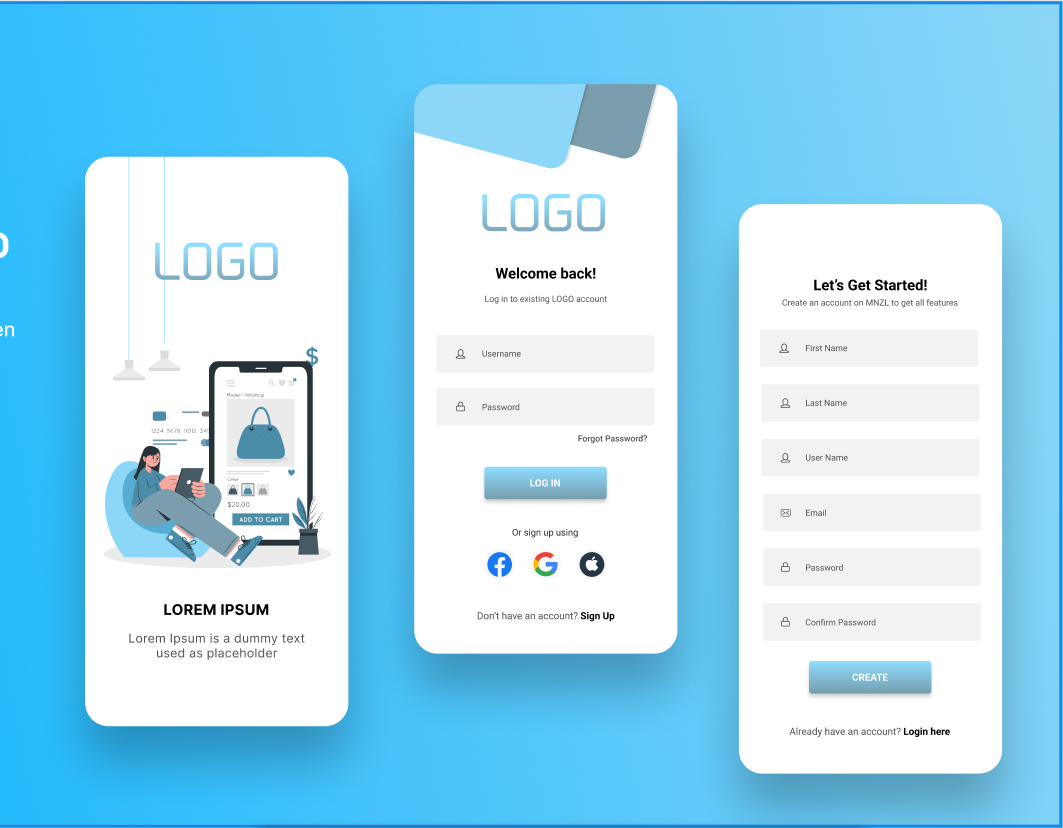 en
LOGO
$
Modern Handbag
1234 5676 9012 345
Colour
$20.00
ADD TO CART
LOREM IPSUM
Lorem Ipsum is a dummy text
used as placeholder
LOGO
Welcome back!
Log in to existing LOGO account
Username
Password
Forgot Password?
LOG IN
Or sign up using
Don't have an account? Sign Up
Let's Get Started!
Create an account on MNZL to get all features
First Name
Last Name
User Name
Email
Password
Confirm Password
CREATE
Already have an account? Login here